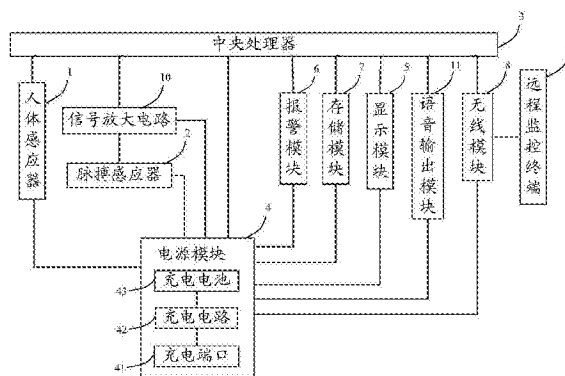 中央处理器
3
1
人体感应器
10
信号放大电路
2
脉搏感应器
6
报警模块
7
存储模块
5
显示模块
11
语音输出模块
8
无线模块
远程监控终端
4
电源模块
43
充电电池
42
充电电路
41
充电端口